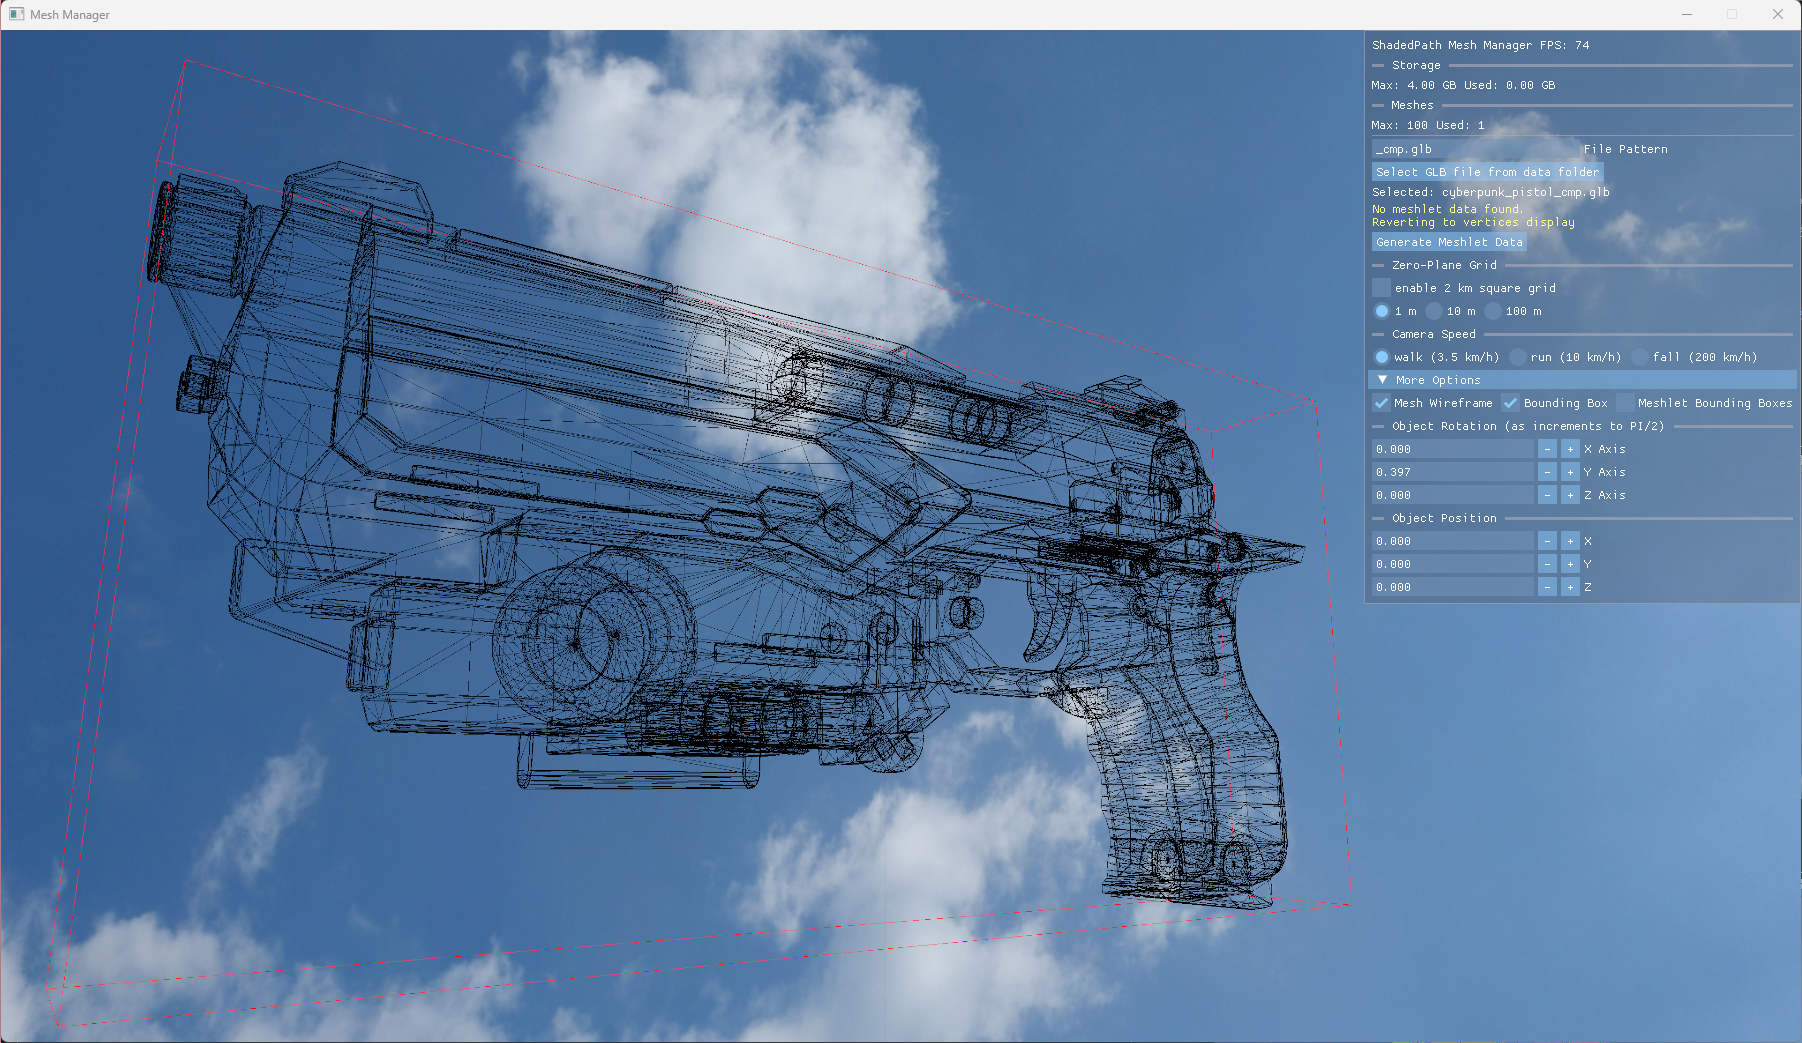 Mesh Manager
ShadedPath Mesh Manager FPS: 74
Storage
Max: 4.00 GB Used: 0.00 GB
Meshes
Max: 100 Used: 1
_cmp.glb File Pattern
Select GLB file from data folder
Selected: cyberpunk_pistol_cmp.glb
No meshlet data found.
Reverting to vertices display
Generate Meshlet Data
Zero-Plane Grid
enable 2 km square grid
1 m 10 m 100 m
Camera Speed
walk (3.5 km/h) run (10 km/h) fall (200 km/h)
More Options
Mesh Wireframe Bounding Box Meshlet Bounding Boxes
Object Rotation (as increments to PI/2)
0.000 - + X Axis
0.397 - + Y Axis
0.000 - + Z Axis
Object Position
0.000 - + X
0.000 - + Y
0.000 - + Z